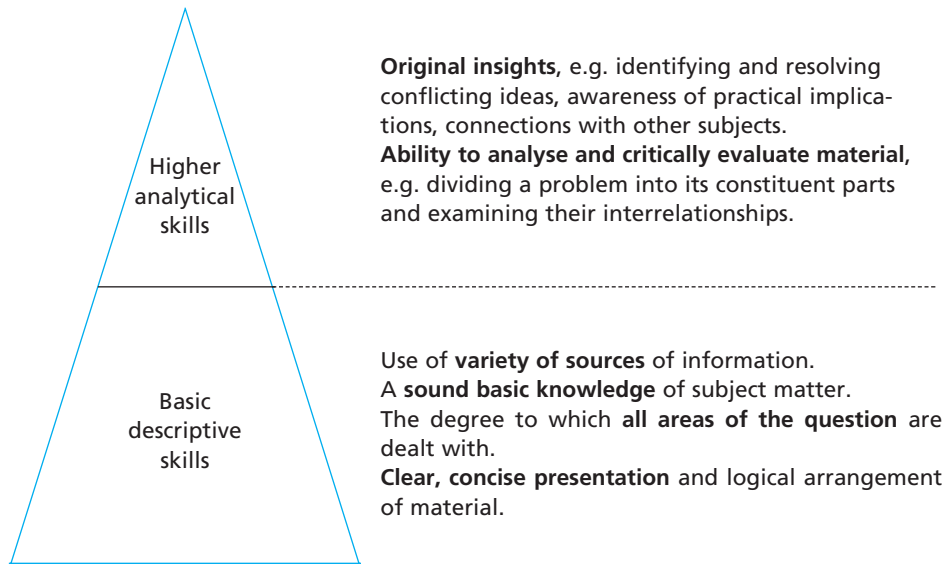 Original insights, e.g. identifying and resolving
conflicting ideas, awareness of practical implica-
tions, connections with other subjects.
Ability to analyse and critically evaluate material,
e.g. dividing a problem into its constituent parts
and examining their interrelationships.
Higher
analytical
skills
Use of variety of sources of information.
A sound basic knowledge of subject matter.
The degree to which all areas of the question are
dealt with.
Clear, concise presentation and logical arrangement
of material.
Basic
descriptive
skills